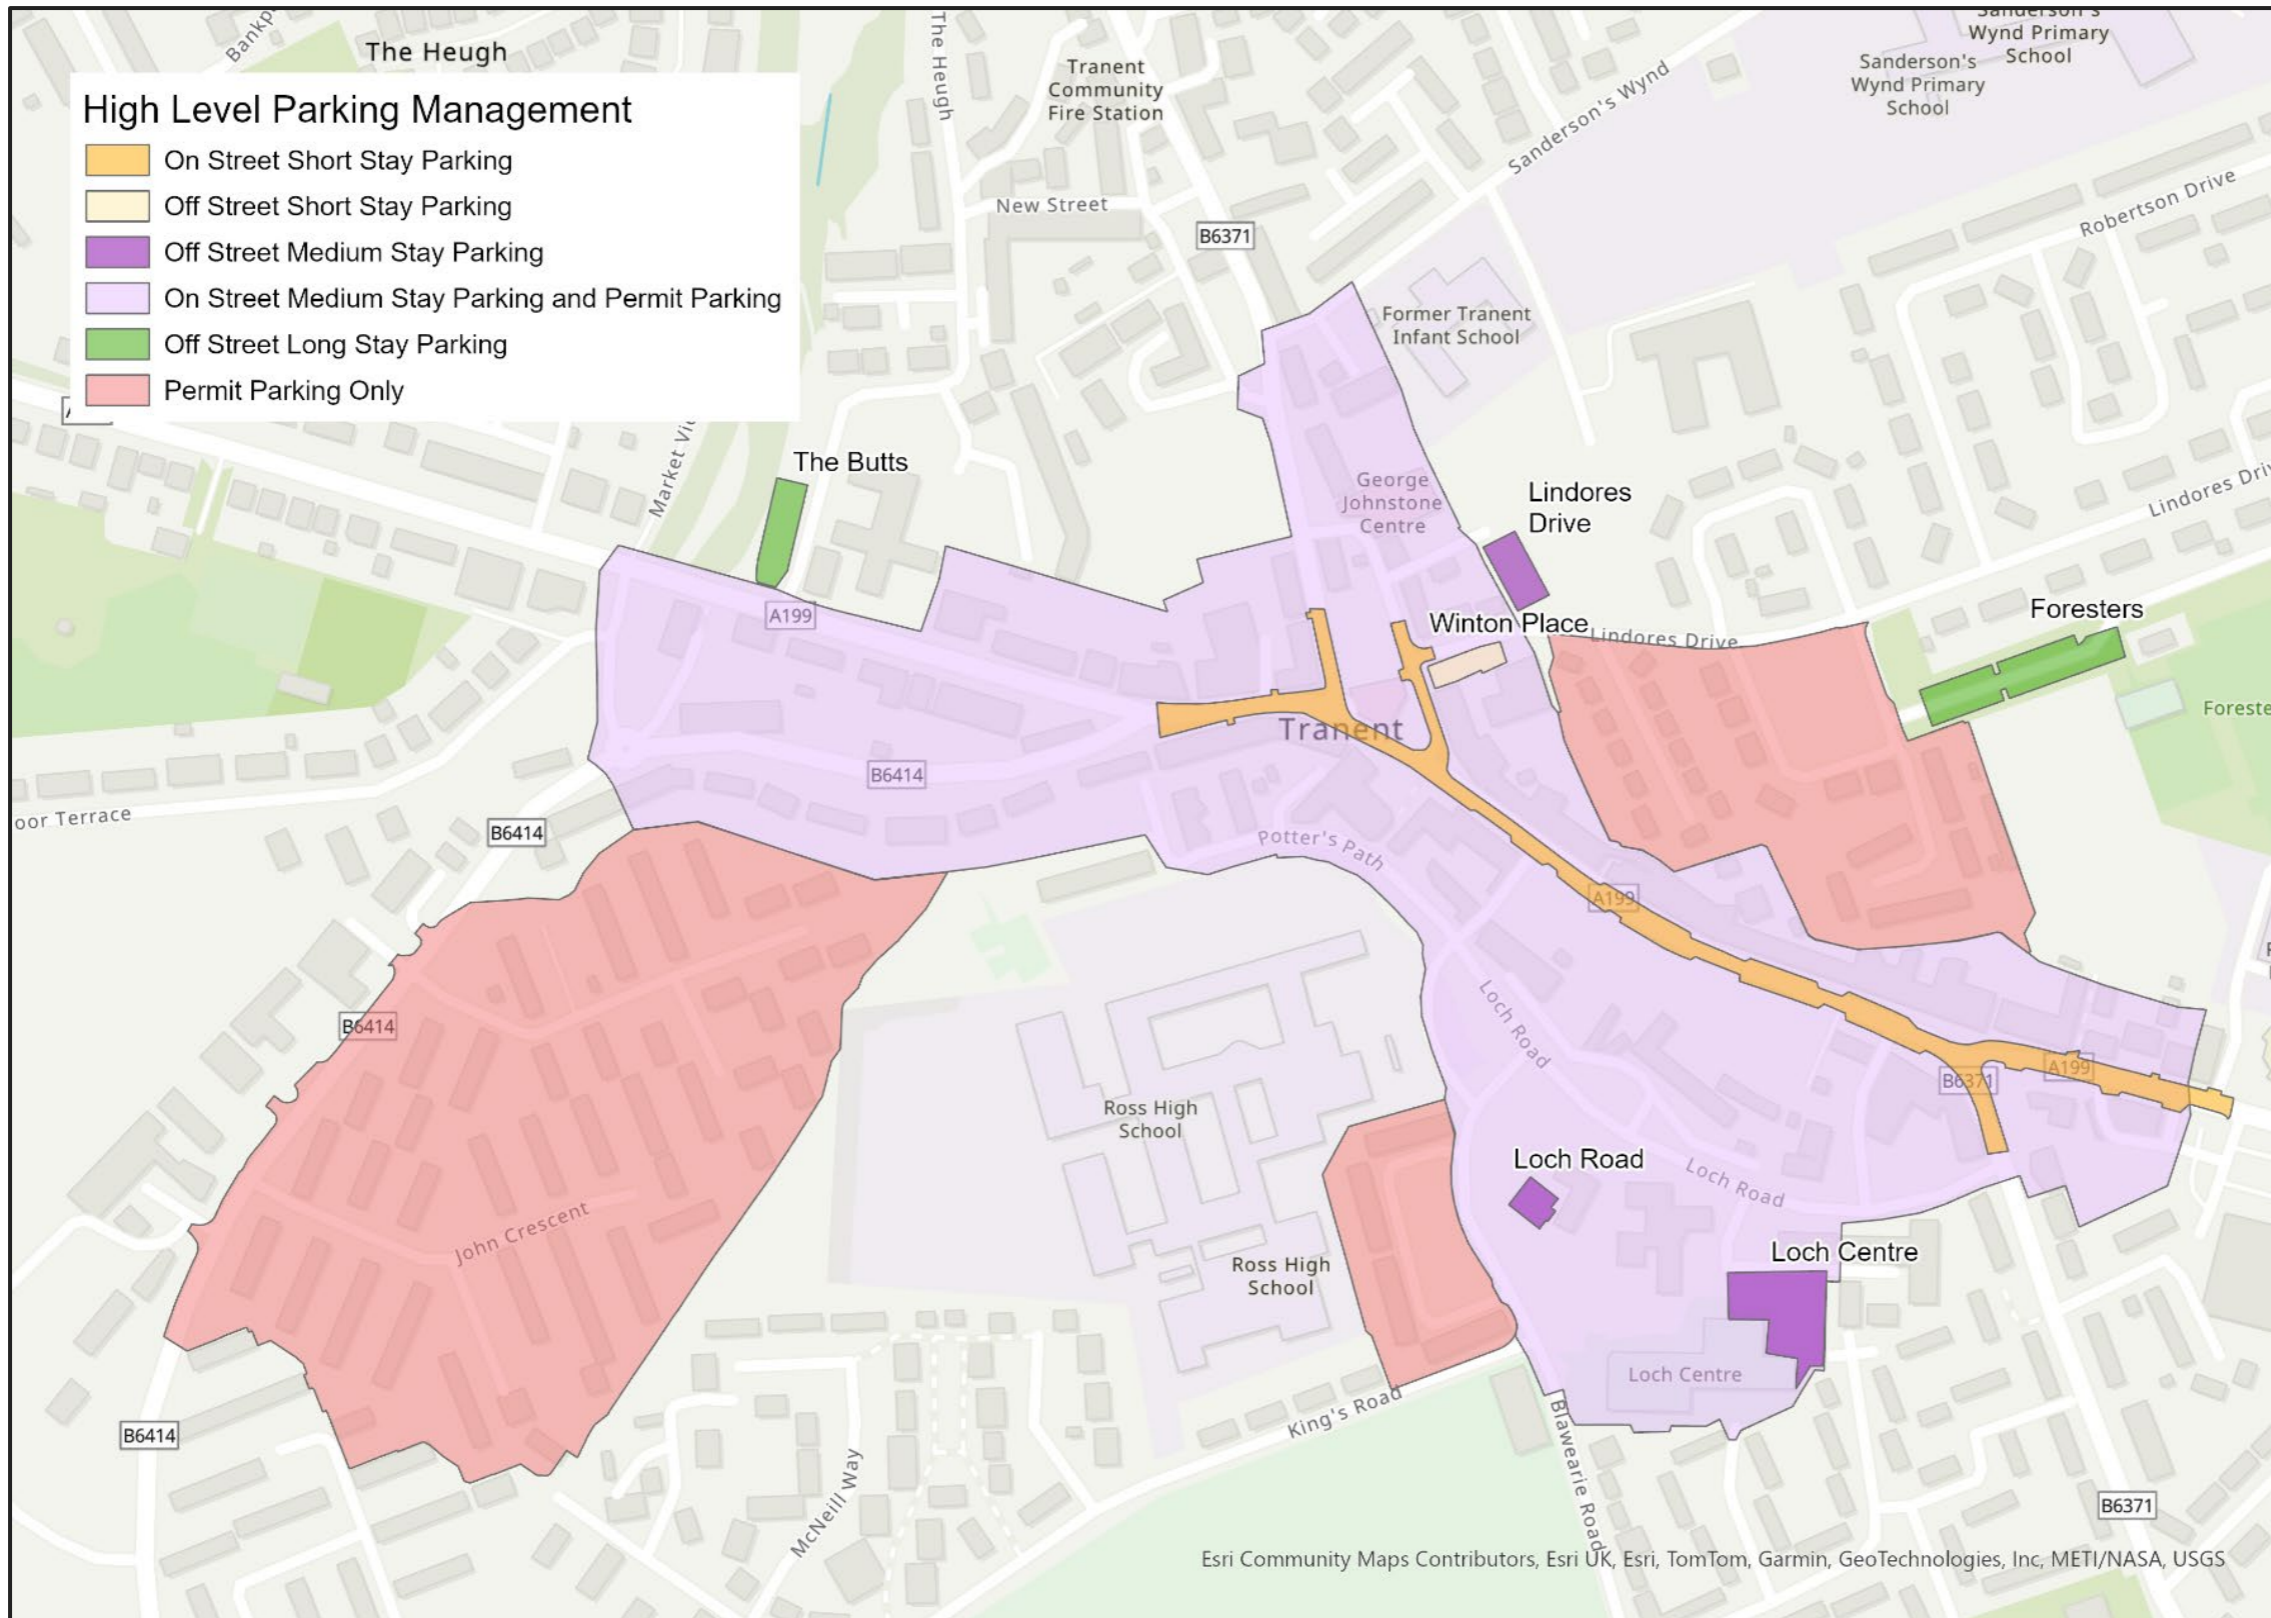 Bankp
The Heugh
High Level Parking Management
On Street Short Stay Parking
Off Street Short Stay Parking
Off Street Medium Stay Parking
On Street Medium Stay Parking and Permit Parking
Off Street Long Stay Parking
Permit Parking Only
The Heugh
Tranent
Community
Fire Station
Sanderson's
Wynd Primary
School
Sanderson's
Wynd Primary
School
Sanderson's Wynd
New Street
B6371
Robertson Drive
Former Tranent
Infant School
Market Vi
The Butts
George
Johnstone
Centre
Lindores
Drive
Lindores Driv
A199
Winton Place
Lindores Drive
Foresters
Foreste
Tranent
B6414
oor Terrace
B6414
Potter's Path
A199
Loch Road
B6414
B6371
A199
Ross High
School
Loch Road
Loch Road
John Crescent
Ross High
School
Loch Centre
Loch Centre
King's Road
Blawearie Road
B6414
McNeill Way
B6371
Esri Community Maps Contributors, Esri UK, Esri, TomTom, Garmin, GeoTechnologies, Inc, METI/NASA, USGS